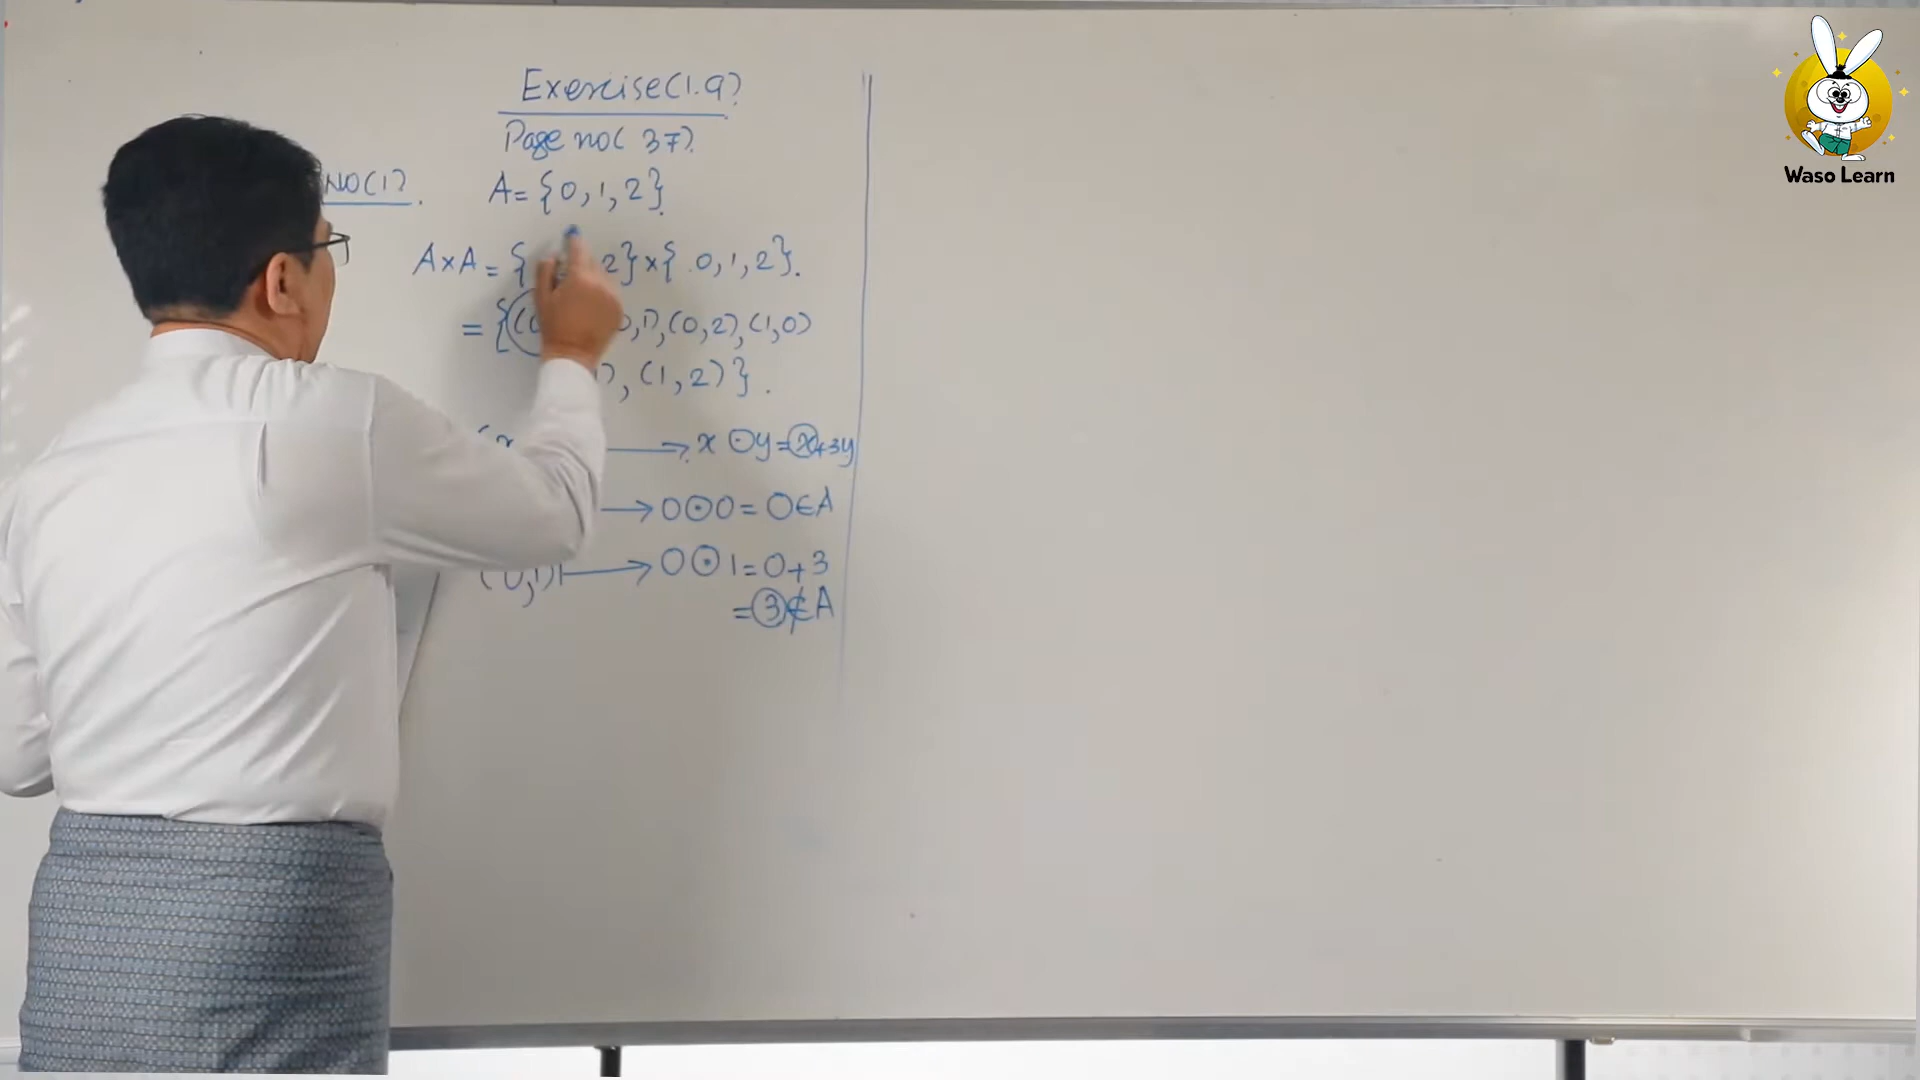 Exercise(1.9)
Page no( 37).
NO(1).
A={0,1,2}.
A×A={ 2}×{0,1,2}.
={(0 0,1),(0,2),(1,0)
),(1,2)}.
(x → x⊙y=x+3y
→ 0⊙0=0∈A
(0,1)→ 0⊙1=0+3
=3∉A
Waso Learn